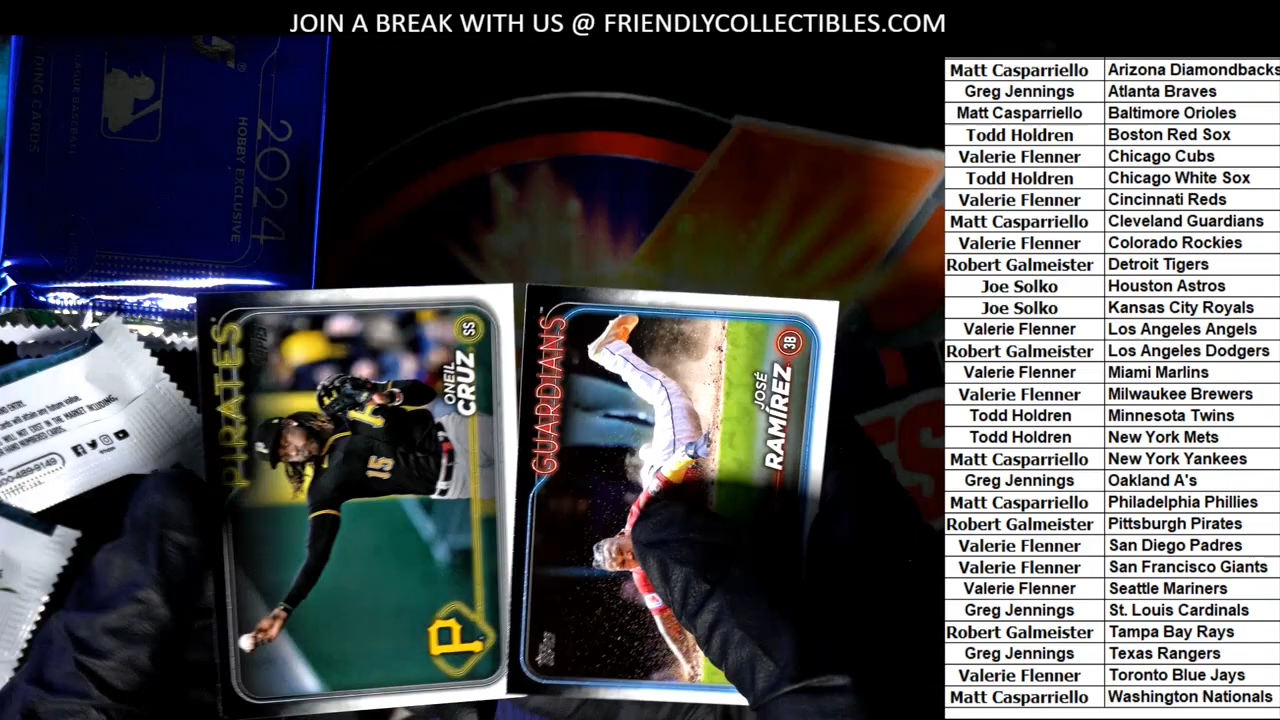 JOIN A BREAK WITH US @ FRIENDLYCOLLECTIBLES.COM
Matt Casparriello Arizona Diamondbacks
Greg Jennings Atlanta Braves
Matt Casparriello Baltimore Orioles
Todd Holdren Boston Red Sox
Valerie Flenner Chicago Cubs
Todd Holdren Chicago White Sox
Valerie Flenner Cincinnati Reds
Matt Casparriello Cleveland Guardians
Valerie Flenner Colorado Rockies
Robert Galmeister Detroit Tigers
Joe Solko Houston Astros
Joe Solko Kansas City Royals
Valerie Flenner Los Angeles Angels
Robert Galmeister Los Angeles Dodgers
Valerie Flenner Miami Marlins
Valerie Flenner Milwaukee Brewers
Todd Holdren Minnesota Twins
Todd Holdren New York Mets
Matt Casparriello New York Yankees
Greg Jennings Oakland A's
Matt Casparriello Philadelphia Phillies
Robert Galmeister Pittsburgh Pirates
Valerie Flenner San Diego Padres
Valerie Flenner San Francisco Giants
Valerie Flenner Seattle Mariners
Greg Jennings St. Louis Cardinals
Robert Galmeister Tampa Bay Rays
Greg Jennings Texas Rangers
Valerie Flenner Toronto Blue Jays
Matt Casparriello Washington Nationals
2024
HOBBY EXCLUSIVE
PIRATES
SS
ONEIL
CRUZ
15
P
GUARDIANS
3B
JOSÉ
RAMÍREZ
topps